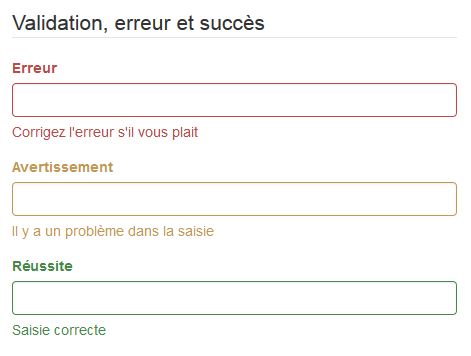 Validation, erreur et succès
Erreur
Corrigez l'erreur s'il vous plait
Avertissement
Il y a un problème dans la saisie
Réussite
Saisie correcte